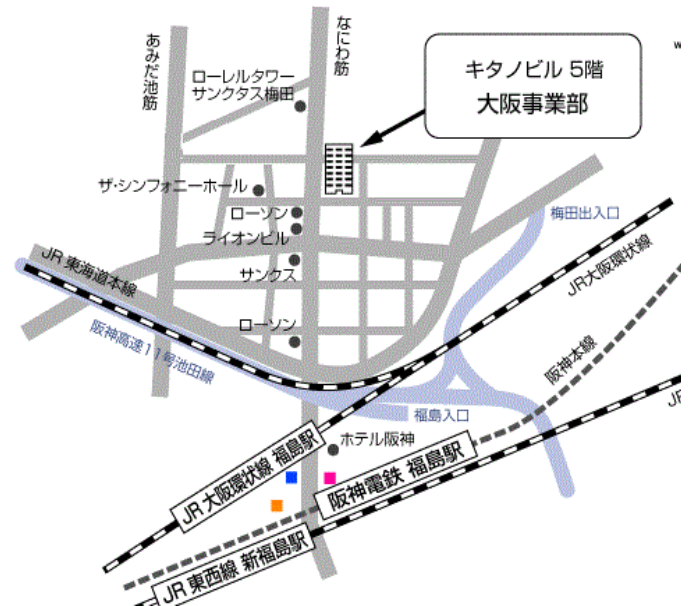 なにわ筋
あみだ池筋
ローレルタワー
サンクタス梅田
キタノビル 5階
大阪事業部
ザ・シンフォニーホール
ローソン
ライオンビル
梅田出入口
サンクス
JR 東海道本線
JR大阪環状線
ローソン
阪神高速11号池田線
阪神本線
福島入口
JR
ホテル阪神
JR 大阪環状線 福島駅
阪神電鉄 福島駅
JR 東西線 新福島駅